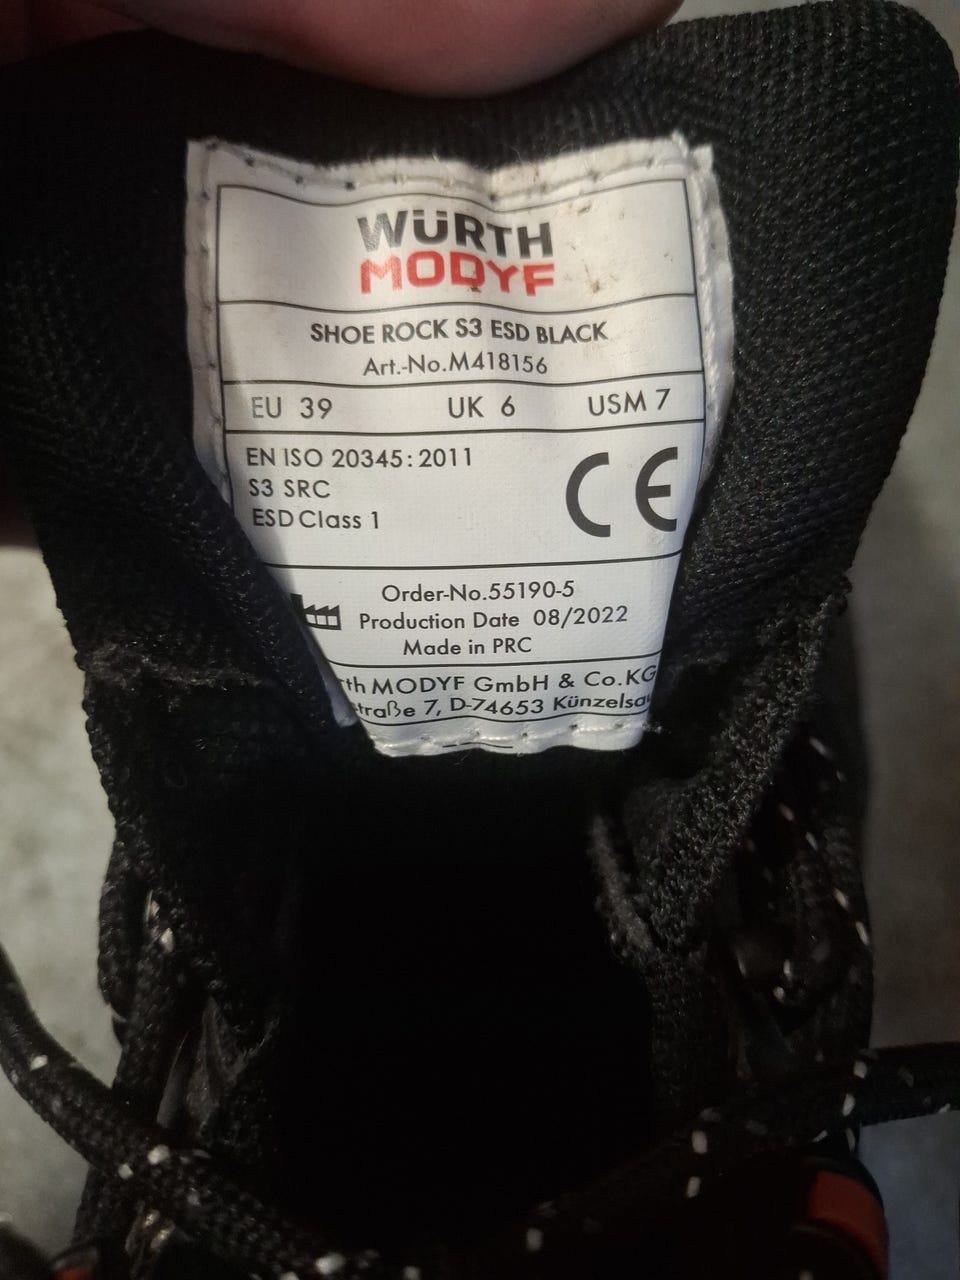 WÜRTH
MODYF
SHOE ROCK S3 ESD BLACK
Art.-No.M418156
EU 39 UK 6 USM 7
EN ISO 20345:2011
S3 SRC
ESD Class 1
CE
Order-No.55190-5
Production Date 08/2022
Made in PRC
MODYF GmbH & Co.KG
7, D-74653